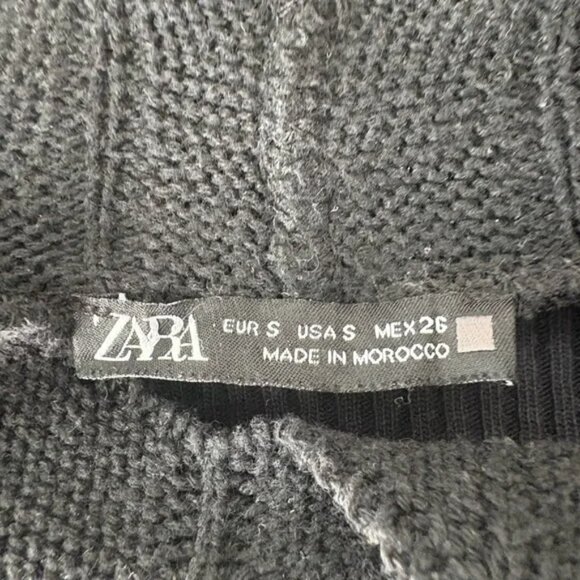 ZARA
EUR S USA S MEX 26
MADE IN MOROCCO